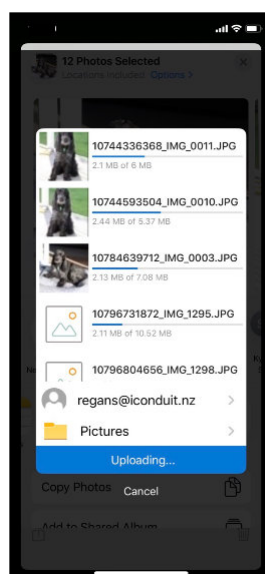 12 Photos Selected
Locations Included Options >
10744336368_IMG_0011.JPG
2.1 MB of 6 MB
10744593504_IMG_0010.JPG
2.44 MB of 5.37 MB
10784639712_IMG_0003.JPG
2.13 MB of 7.08 MB
10796731872_IMG_1295.JPG
2.11 MB of 10.52 MB
10796804656_IMG_1298.JPG
regans@iconduit.nz
Pictures
Uploading...
Copy Photos
Cancel
Add to Shared Album